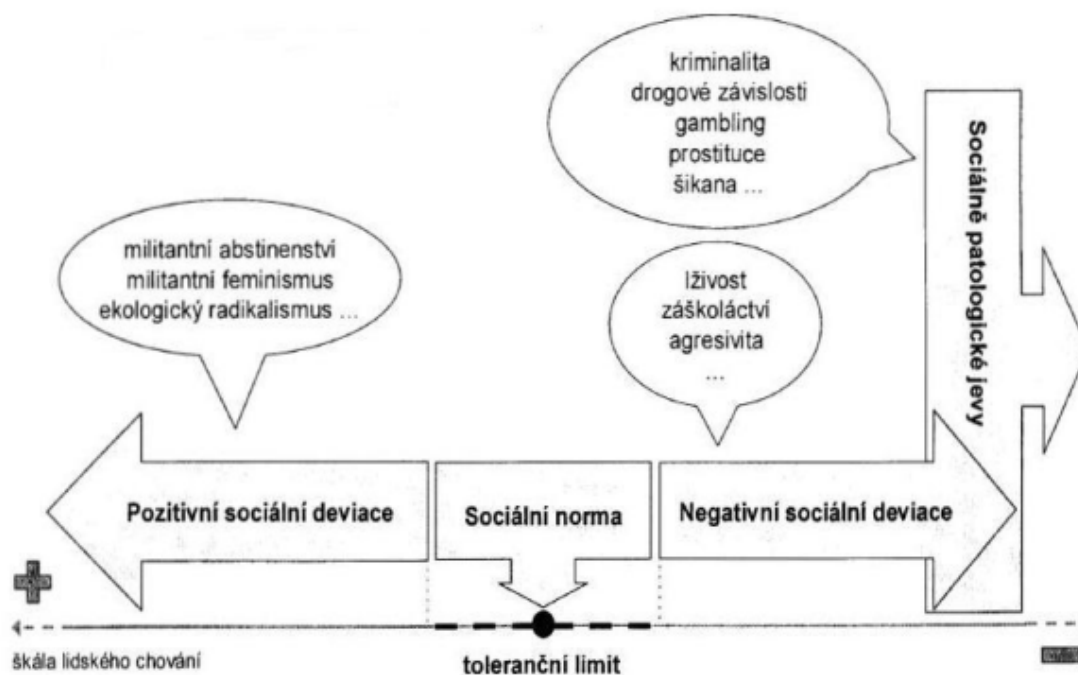 kriminalita
drogové závislosti
gambling
prostituce
šikana ...
Sociálně patologické jevy
militantní abstinenství
militantní feminismus
ekologický radikalismus ...
lživost
záškoláctví
agresivita
...
Pozitivní sociální deviace
Sociální norma
Negativní sociální deviace
škála lidského chování
toleranční limit